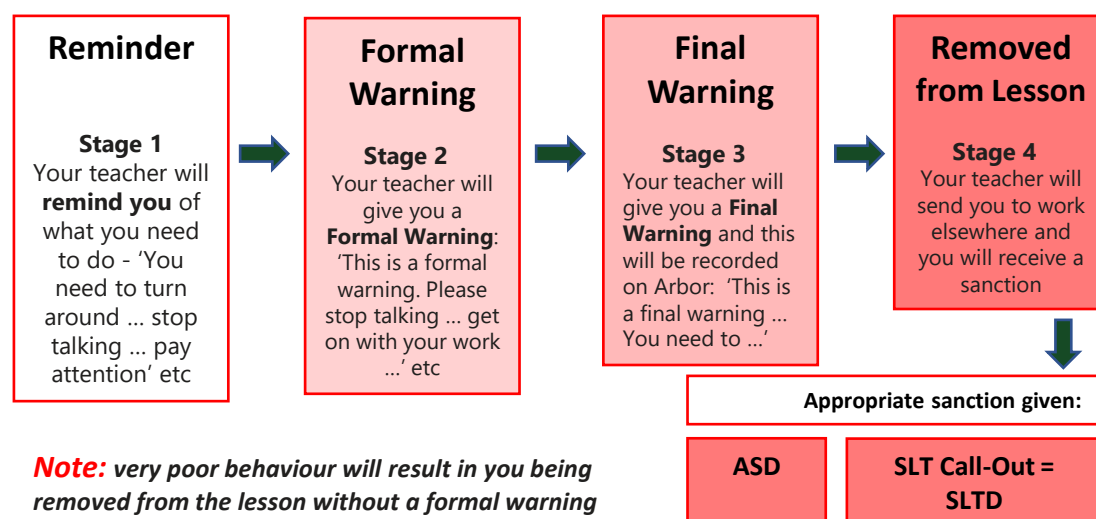 Reminder
Stage 1
Your teacher will
remind you of
what you need
to do - ‘You
need to turn
around … stop
talking … pay
attention’ etc
Formal
Warning
Stage 2
Your teacher will
give you a
Formal Warning:
‘This is a formal
warning. Please
stop talking … get
on with your work
…’ etc
Final
Warning
Stage 3
Your teacher will
give you a Final
Warning and this
will be recorded
on Arbor: ‘This is
a final warning …
You need to …’
Removed
from Lesson
Stage 4
Your teacher will
send you to work
elsewhere and
you will receive a
sanction
Appropriate sanction given:
ASD
SLT Call-Out =
SLTD
Note: very poor behaviour will result in you being
removed from the lesson without a formal warning